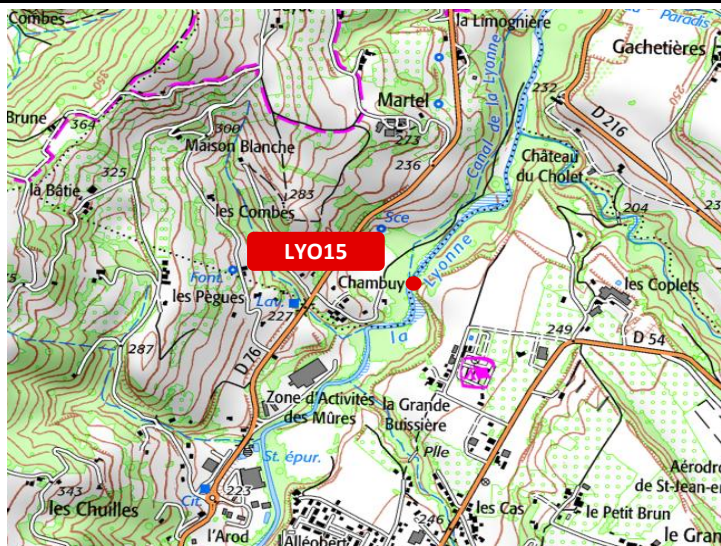 Combes
la Limognière
Paradis
Gachetières
250
Brune
364
300
Maison Blanche
Martel
273
236
Canal de la Lyonne
232
D 216
Château
du Cholet
la Bâtie
325
283
les Combes
Sce
204
LYO15
Font.
les Pègues
Lav.
227
Chambuy
la Lyonne
les Coplets
249
D 54
287
D 76
Zone d'Activités
des Mûres
la Grande
Buissière
St. épur.
Plle
Aérodro
de St-Jean-en
343
les Chuilles
Cit.
223
l'Arod
l'Alléobert
246
les Cas
le Petit Brun
le Gran